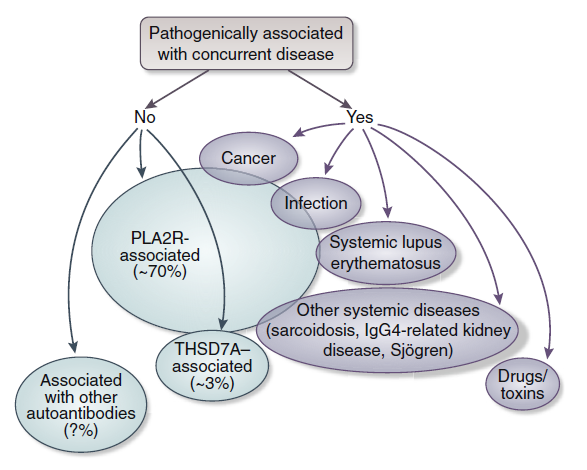 Pathogenically associated
with concurrent disease
No
Yes
Cancer
Infection
PLA2R-
associated
(~70%)
Systemic lupus
erythematosus
Other systemic diseases
(sarcoidosis, IgG4-related kidney
disease, Sjögren)
THSD7A–
associated
(~3%)
Associated
with other
autoantibodies
(?%)
Drugs/
toxins